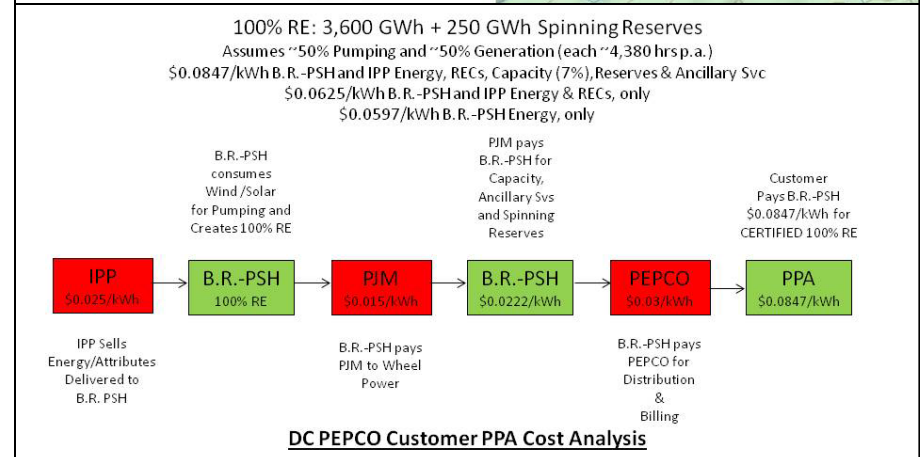 100% RE: 3,600 GWh + 250 GWh Spinning Reserves
Assumes ~50% Pumping and ~50% Generation (each ~4,380 hrs p.a.)
$0.0847/kWh B.R.-PSH and IPP Energy, RECs, Capacity (7%), Reserves & Ancillary Svc
$0.0625/kWh B.R.-PSH and IPP Energy & RECs, only
$0.0597/kWh B.R.-PSH Energy, only
B.R.-PSH
consumes
Wind /Solar
for Pumping and
Creates 100% RE
PJM pays
B.R.-PSH for
Capacity,
Ancillary Svs
and Spinning
Reserves
Customer
Pays B.R.-PSH
$0.0847/kWh for
CERTIFIED 100% RE
IPP
$0.025/kWh
B.R.-PSH
100% RE
PJM
$0.015/kWh
B.R.-PSH
$0.0222/kWh
PEPCO
$0.03/kWh
PPA
$0.0847/kWh
IPP Sells
Energy/Attributes
Delivered to
B.R. PSH
B.R.-PSH pays
PJM to Wheel
Power
B.R.-PSH pays
PEPCO for
Distribution
&
Billing
DC PEPCO Customer PPA Cost Analysis